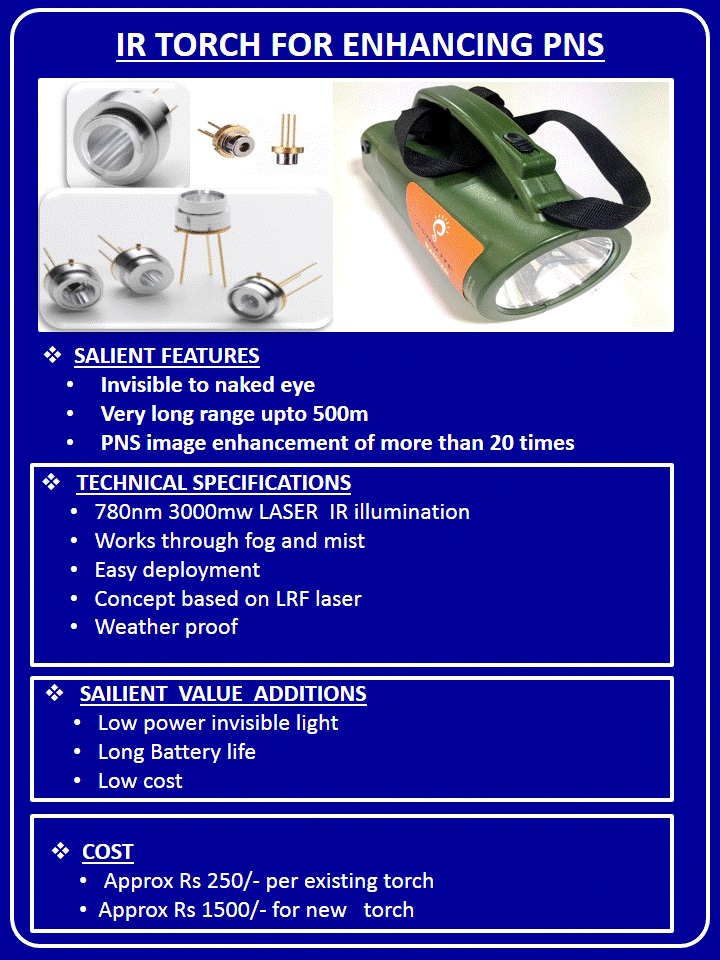 IR TORCH FOR ENHANCING PNS
❖ SALIENT FEATURES
• Invisible to naked eye
• Very long range upto 500m
• PNS image enhancement of more than 20 times
❖ TECHNICAL SPECIFICATIONS
• 780nm 3000mw LASER IR illumination
• Works through fog and mist
• Easy deployment
• Concept based on LRF laser
• Weather proof
❖ SAILIENT VALUE ADDITIONS
• Low power invisible light
• Long Battery life
• Low cost
❖ COST
• Approx Rs 250/- per existing torch
• Approx Rs 1500/- for new torch